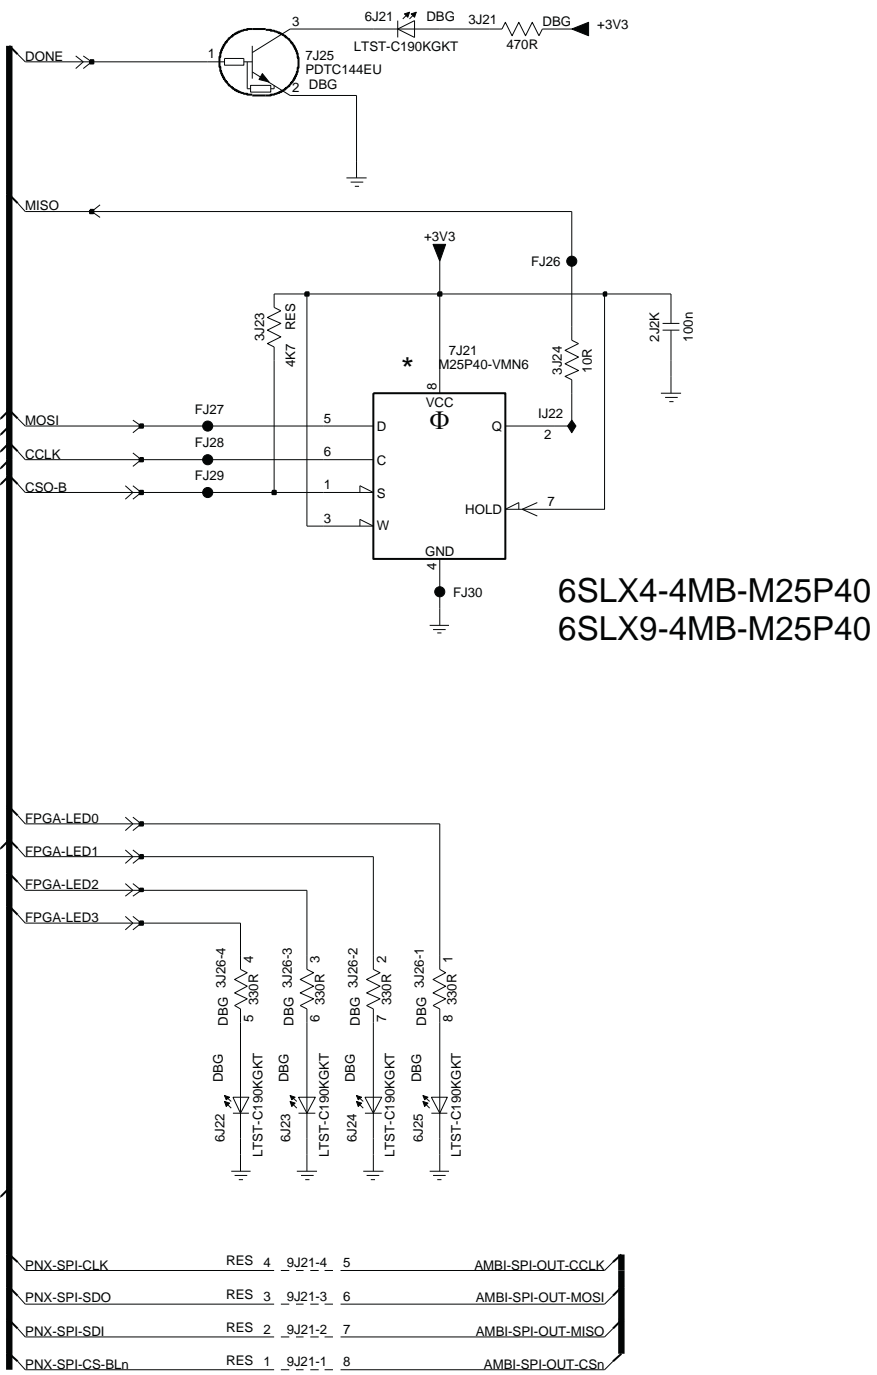 6J21 DBG 3J21 DBG +3V3
3
LTST-C190KGKT 470R
DONE 1 7J25
PDTC144EU
2 DBG
MISO
+3V3
FJ26
3J23 RES
4K7
7J21
* M25P40-VMN6
3J24
10R
2J2K
100n
8
VCC
Φ
MOSI FJ27 5 D Q IJ22
2
CCLK FJ28 6 C
CSO-B FJ29 1 S
HOLD 7
3 W
GND
4
FJ30
6SLX4-4MB-M25P40
6SLX9-4MB-M25P40
FPGA-LED0
FPGA-LED1
FPGA-LED2
FPGA-LED3
DBG 3J26-4 4
330R
5
DBG 3J26-3 3
330R
6
DBG 3J26-2 2
330R
7
DBG 3J26-1 1
330R
8
6J22 DBG
LTST-C190KGKT
6J23 DBG
LTST-C190KGKT
6J24 DBG
LTST-C190KGKT
6J25 DBG
LTST-C190KGKT
PNX-SPI-CLK RES 4 9J21-4 5 AMBI-SPI-OUT-CCLK
PNX-SPI-SDO RES 3 9J21-3 6 AMBI-SPI-OUT-MOSI
PNX-SPI-SDI RES 2 9J21-2 7 AMBI-SPI-OUT-MISO
PNX-SPI-CS-BLn RES 1 9J21-1 8 AMBI-SPI-OUT-CSn